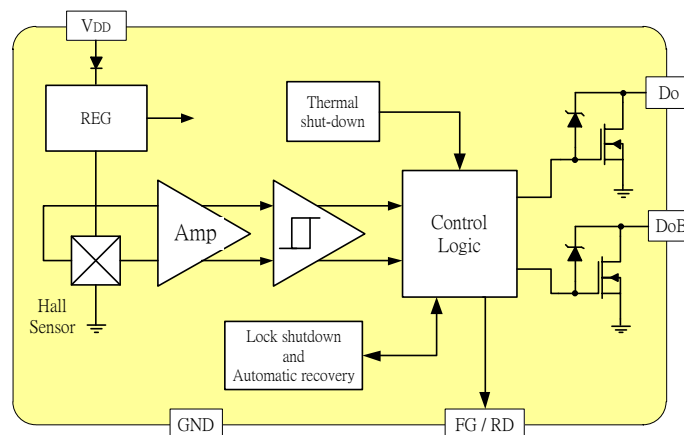 VDD
REG
Thermal
shut-down
Do
Amp
Control
Logic
DoB
Hall
Sensor
Lock shutdown
and
Automatic recovery
GND
FG / RD